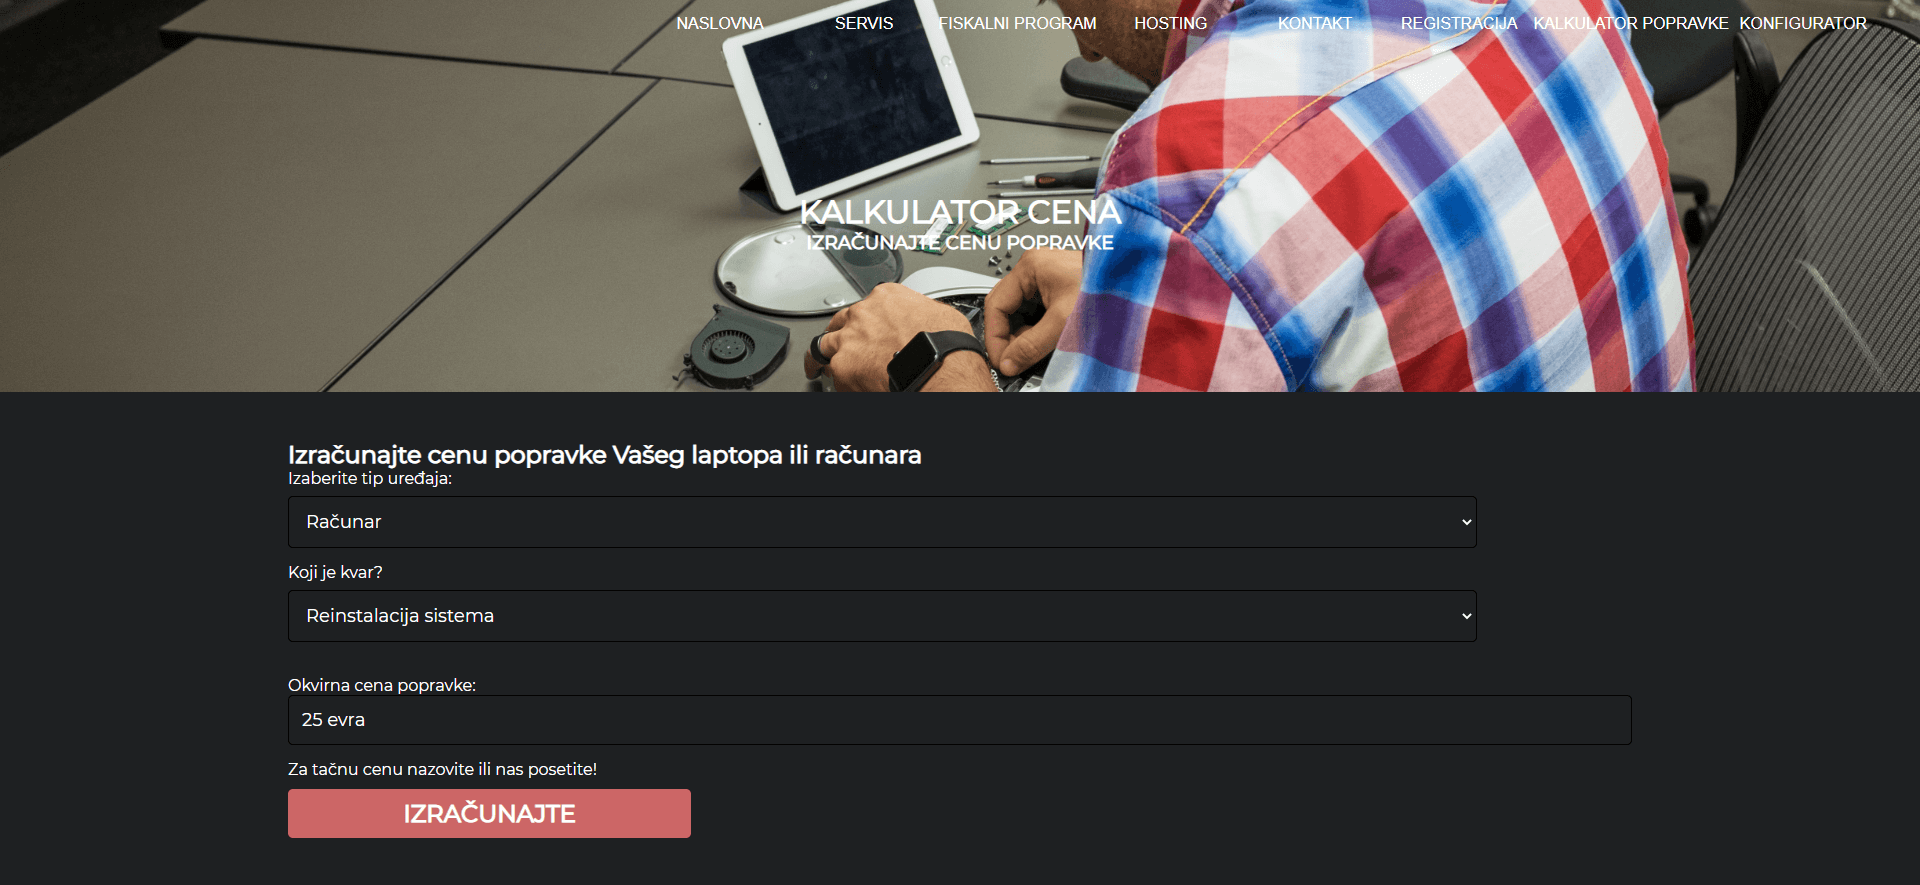 NASLOVNA SERVIS FISKALNI PROGRAM HOSTING KONTAKT REGISTRACIJA KALKULATOR POPRAVKE KONFIGURATOR
KALKULATOR CENA
IZRAČUNAJTE CENU POPRAVKE
Izračunajte cenu popravke Vašeg laptopa ili računara
Izaberite tip uređaja:
Računar
Koji je kvar?
Reinstalacija sistema
Okvirna cena popravke:
25 evra
Za tačnu cenu nazovite ili nas posetite!
IZRAČUNAJTE